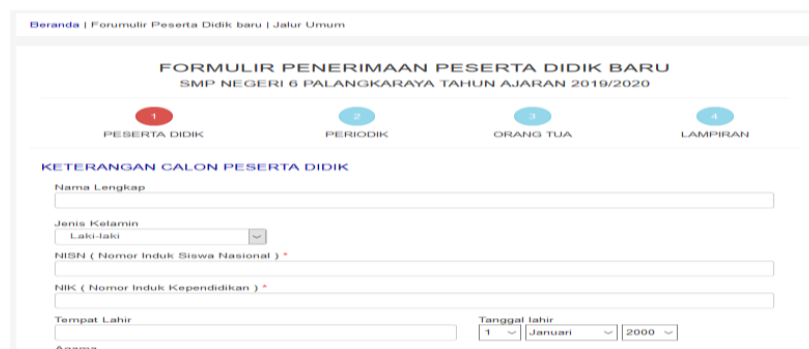 Beranda | Forumulir Peserta Didik baru | Jalur Umum
FORMULIR PENERIMAAN PESERTA DIDIK BARU
SMP NEGERI 6 PALANGKARAYA TAHUN AJARAN 2019/2020
1 2 3 4
PESERTA DIDIK PERIODIK ORANG TUA LAMPIRAN
KETERANGAN CALON PESERTA DIDIK
Nama Lengkap
Jenis Kelamin
Laki-laki
NISN ( Nomor Induk Siswa Nasional ) *
NIK ( Nomor Induk Kependidikan ) *
Tempat Lahir Tanggal lahir
1 Januari 2000
Agama